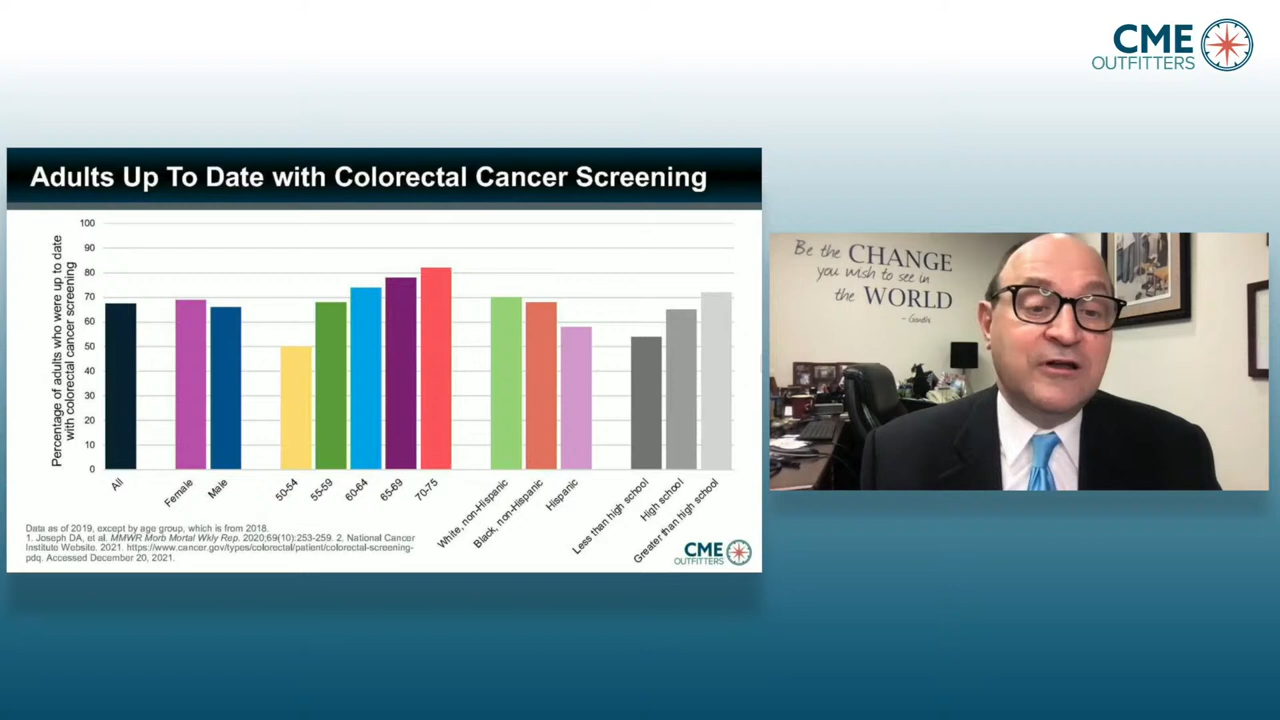 CME
OUTFITTERS
Adults Up To Date with Colorectal Cancer Screening
Percentage of adults who were up to date
with colorectal cancer screening
100
90
80
70
60
50
40
30
20
10
0
All
Female
Male
50-54
55-59
60-64
65-69
70-75
White, non-Hispanic
Black, non-Hispanic
Hispanic
Less than high school
High school
Greater than high school
Data as of 2019, except by age group, which is from 2018.
1. Joseph DA, et al. MMWR Morb Mortal Wkly Rep. 2020;69(10):253-259. 2. National Cancer
Institute Website. 2021. https://www.cancer.gov/types/colorectal/patient/colorectal-screening-
pdq. Accessed December 20, 2021.
CME
OUTFITTERS
Be the CHANGE
you wish to see in
the WORLD
- Gandhi